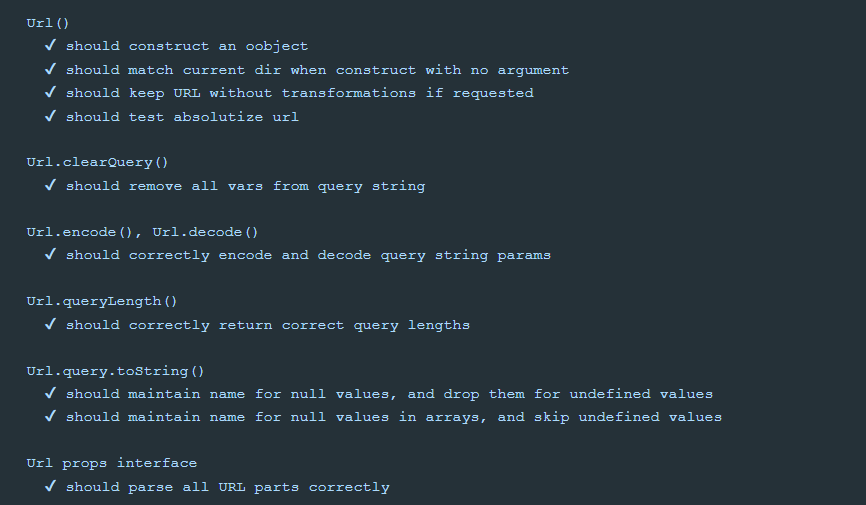 Url()
✓ should construct an oobject
✓ should match current dir when construct with no argument
✓ should keep URL without transformations if requested
✓ should test absolutize url
Url.clearQuery()
✓ should remove all vars from query string
Url.encode(), Url.decode()
✓ should correctly encode and decode query string params
Url.queryLength()
✓ should correctly return correct query lengths
Url.query.toString()
✓ should maintain name for null values, and drop them for undefined values
✓ should maintain name for null values in arrays, and skip undefined values
Url props interface
✓ should parse all URL parts correctly